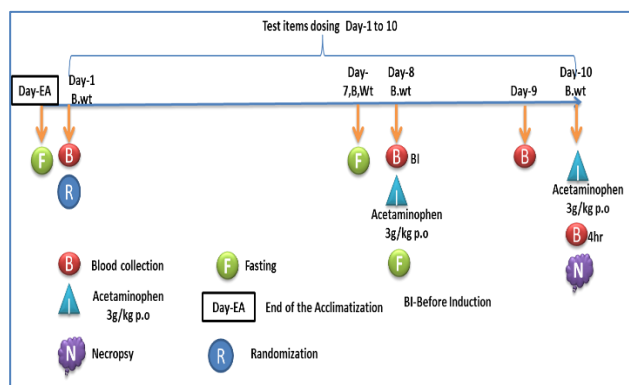 Test items dosing Day-1 to 10
Day-EA
Day-1
B.wt
Day-
7,B,Wt
Day-8
B.wt
Day-9
Day-10
B.wt
F
B
R
F
B BI
I
Acetaminophen
3g/kg p.o
F
B
I
Acetaminophen
3g/kg p.o
B 4hr
N
B Blood collection
F Fasting
I Acetaminophen
3g/kg p.o
Day-EA End of the Acclimatization
BI-Before Induction
N Necropsy
R Randomization